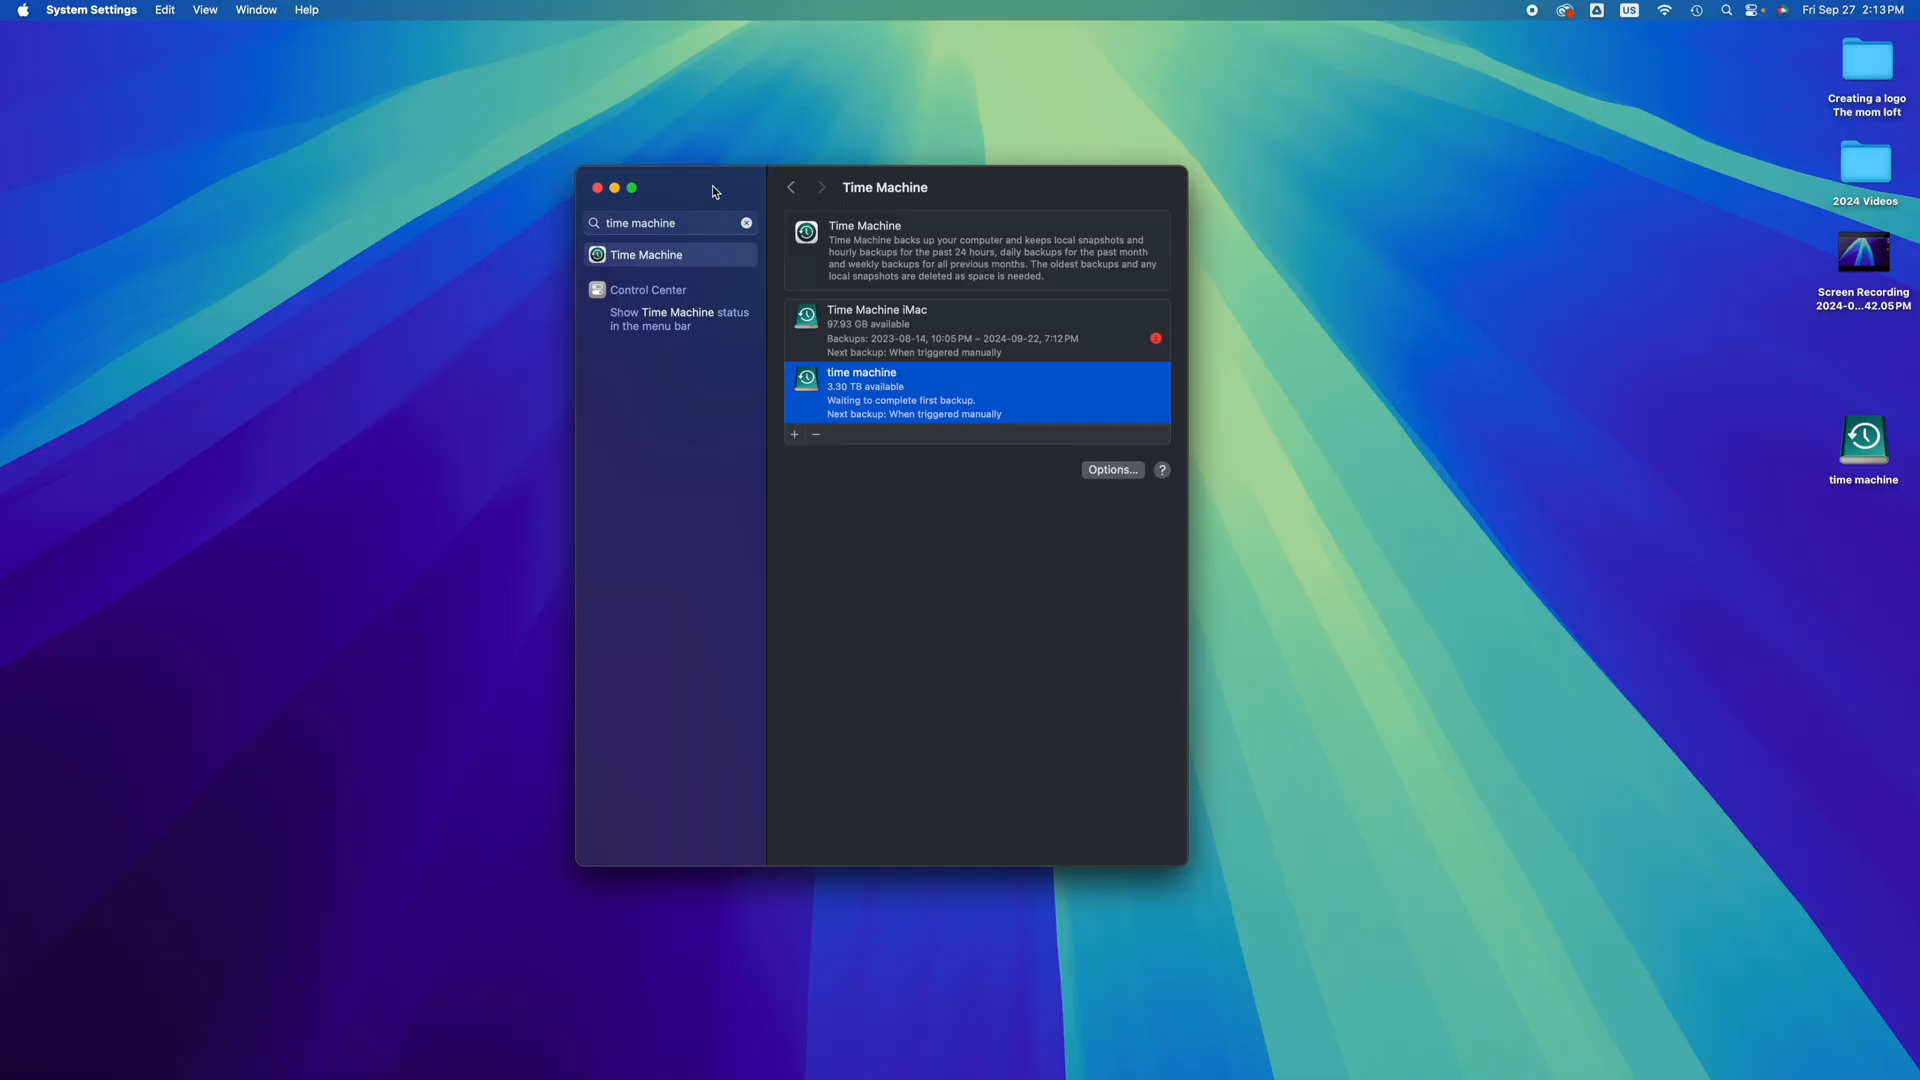 System Settings Edit View Window Help
US
Fri Sep 27 2:13 PM
Creating a logo
The mom loft
2024 Videos
Screen Recording
2024-0...42.05 PM
time machine
time machine
Time Machine
Control Center
Show Time Machine status
in the menu bar
Time Machine
Time Machine
Time Machine backs up your computer and keeps local snapshots and
hourly backups for the past 24 hours, daily backups for the past month
and weekly backups for all previous months. The oldest backups and any
local snapshots are deleted as space is needed.
Time Machine iMac
97.93 GB available
Backups: 2023-08-14, 10:05 PM – 2024-09-22, 7:12 PM
Next backup: When triggered manually
time machine
3.30 TB available
Waiting to complete first backup.
Next backup: When triggered manually
+ −
Options... ?